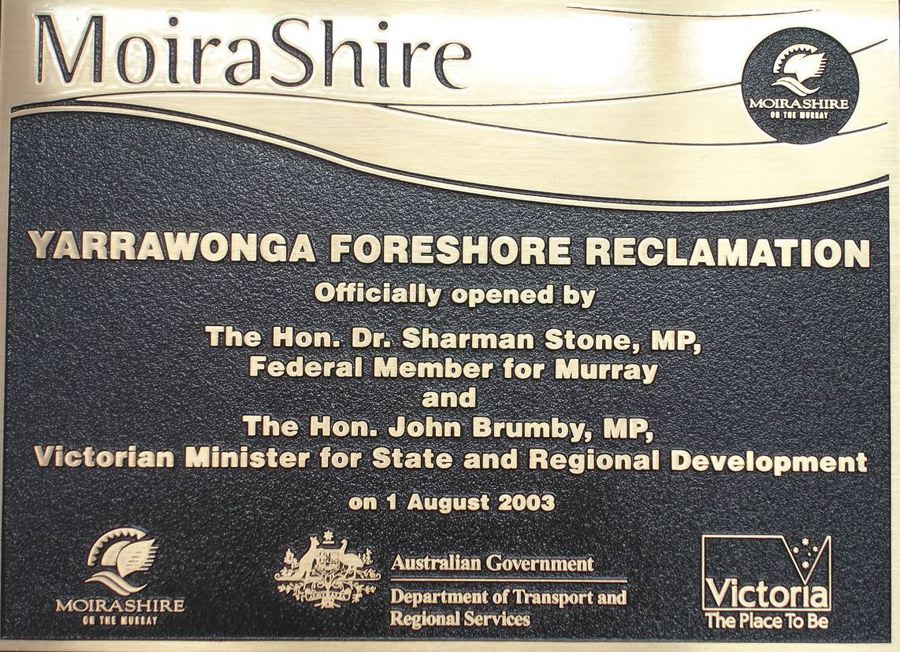 MoiraShire
MOIRASHIRE
ON THE MURRAY
YARRAWONGA FORESHORE RECLAMATION
Officially opened by
The Hon. Dr. Sharman Stone, MP,
Federal Member for Murray
and
The Hon. John Brumby, MP,
Victorian Minister for State and Regional Development
on 1 August 2003
MOIRASHIRE
ON THE MURRAY
Australian Government
Department of Transport and
Regional Services
Victoria
The Place To Be